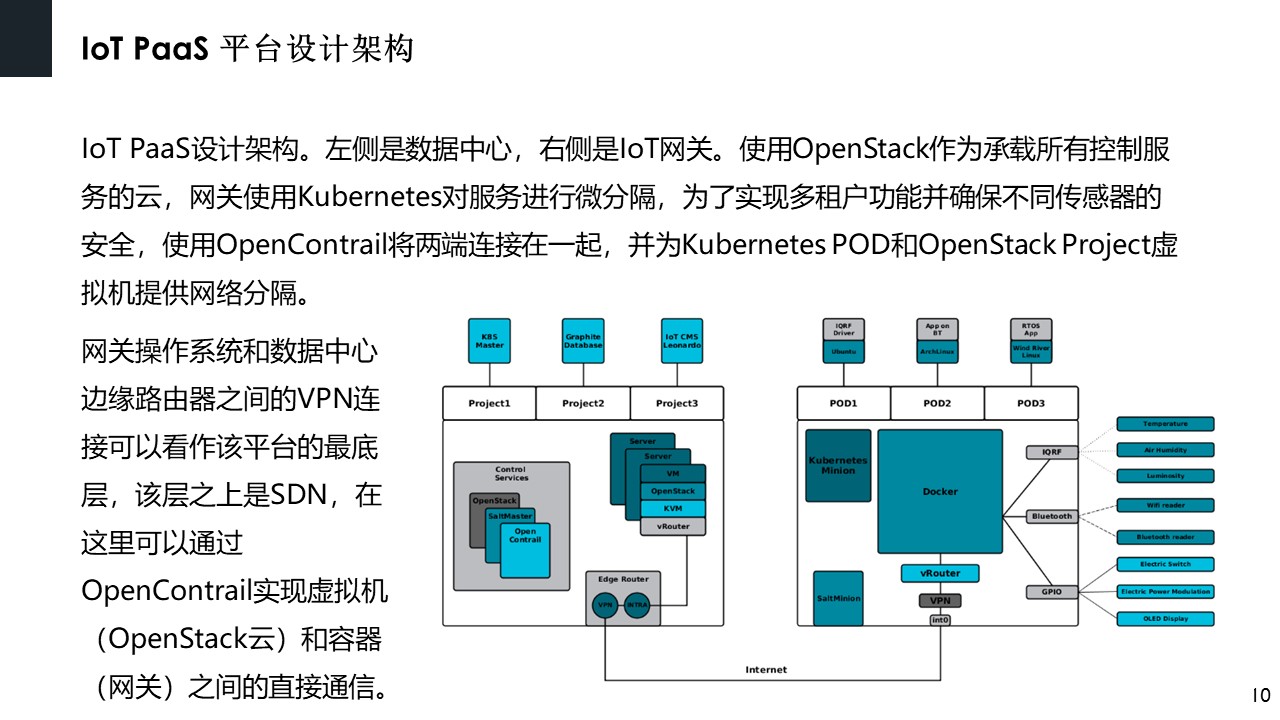 IoT PaaS 平台设计架构
IoT PaaS设计架构。左侧是数据中心，右侧是IoT网关。使用OpenStack作为承载所有控制服
务的云，网关使用Kubernetes对服务进行微分隔，为了实现多租户功能并确保不同传感器的
安全，使用OpenContrail将两端连接在一起，并为Kubernetes POD和OpenStack Project虚
拟机提供网络分隔。
网关操作系统和数据中心
边缘路由器之间的VPN连
接可以看作该平台的最底
层，该层之上是SDN，在
这里可以通过
OpenContrail实现虚拟机
（OpenStack云）和容器
（网关）之间的直接通信。
K8S
Master
Graphite
Database
IoT CMS
Leonardo
Project1
Project2
Project3
Control
Services
OpenStack
SaltMaster
Open
Contrail
Server
Server
VM
OpenStack
KVM
vRouter
Edge Router
VPN
INTRA
Internet
IQRF
Driver
Ubuntu
App on
BT
ArchLinux
RTOS
App
Wind River
Linux
POD1
POD2
POD3
Kubernetes
Minion
Docker
SaltMinion
vRouter
VPN
int0
IQRF
Bluetooth
GPIO
Temperature
Air Humidity
Luminosity
Wifi reader
Bluetooth reader
Electric Switch
Electric Power Modulation
OLED Display
10